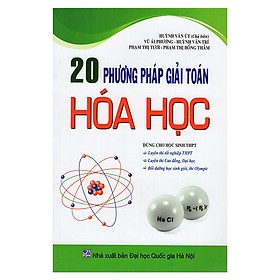 HUỲNH VĂN ÚT (Chủ biên)
VŨ ÁI PHƯƠNG - HUỲNH VĂN TRÍ
PHẠM THỊ TƯƠI - PHẠM THỊ HỒNG THẮM
20 PHƯƠNG PHÁP GIẢI TOÁN
HÓA HỌC
DÙNG CHO HỌC SINH THPT
Luyện thi tốt nghiệp THPT
Luyện thi Cao đẳng, Đại học
Bồi dưỡng học sinh giỏi, thi Olympic
NaCl
Nhà xuất bản Đại học Quốc gia Hà Nội